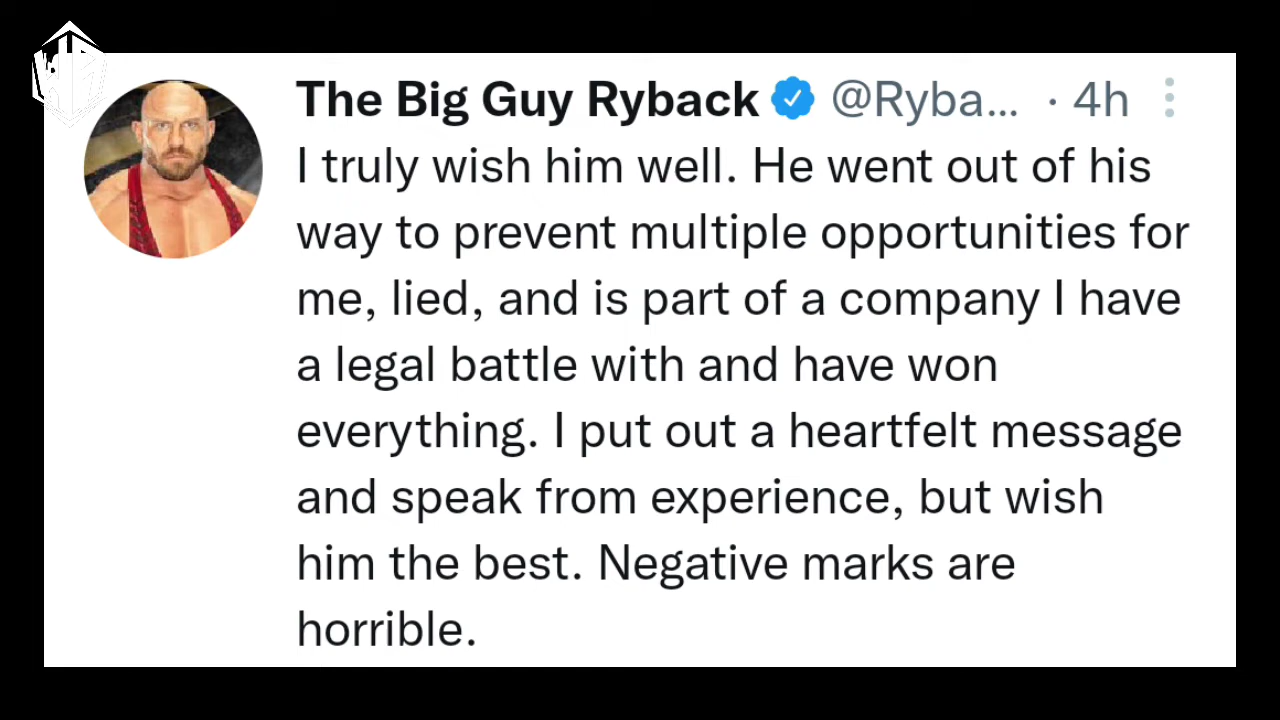 The Big Guy Ryback @Ryba... · 4h
I truly wish him well. He went out of his
way to prevent multiple opportunities for
me, lied, and is part of a company I have
a legal battle with and have won
everything. I put out a heartfelt message
and speak from experience, but wish
him the best. Negative marks are
horrible.